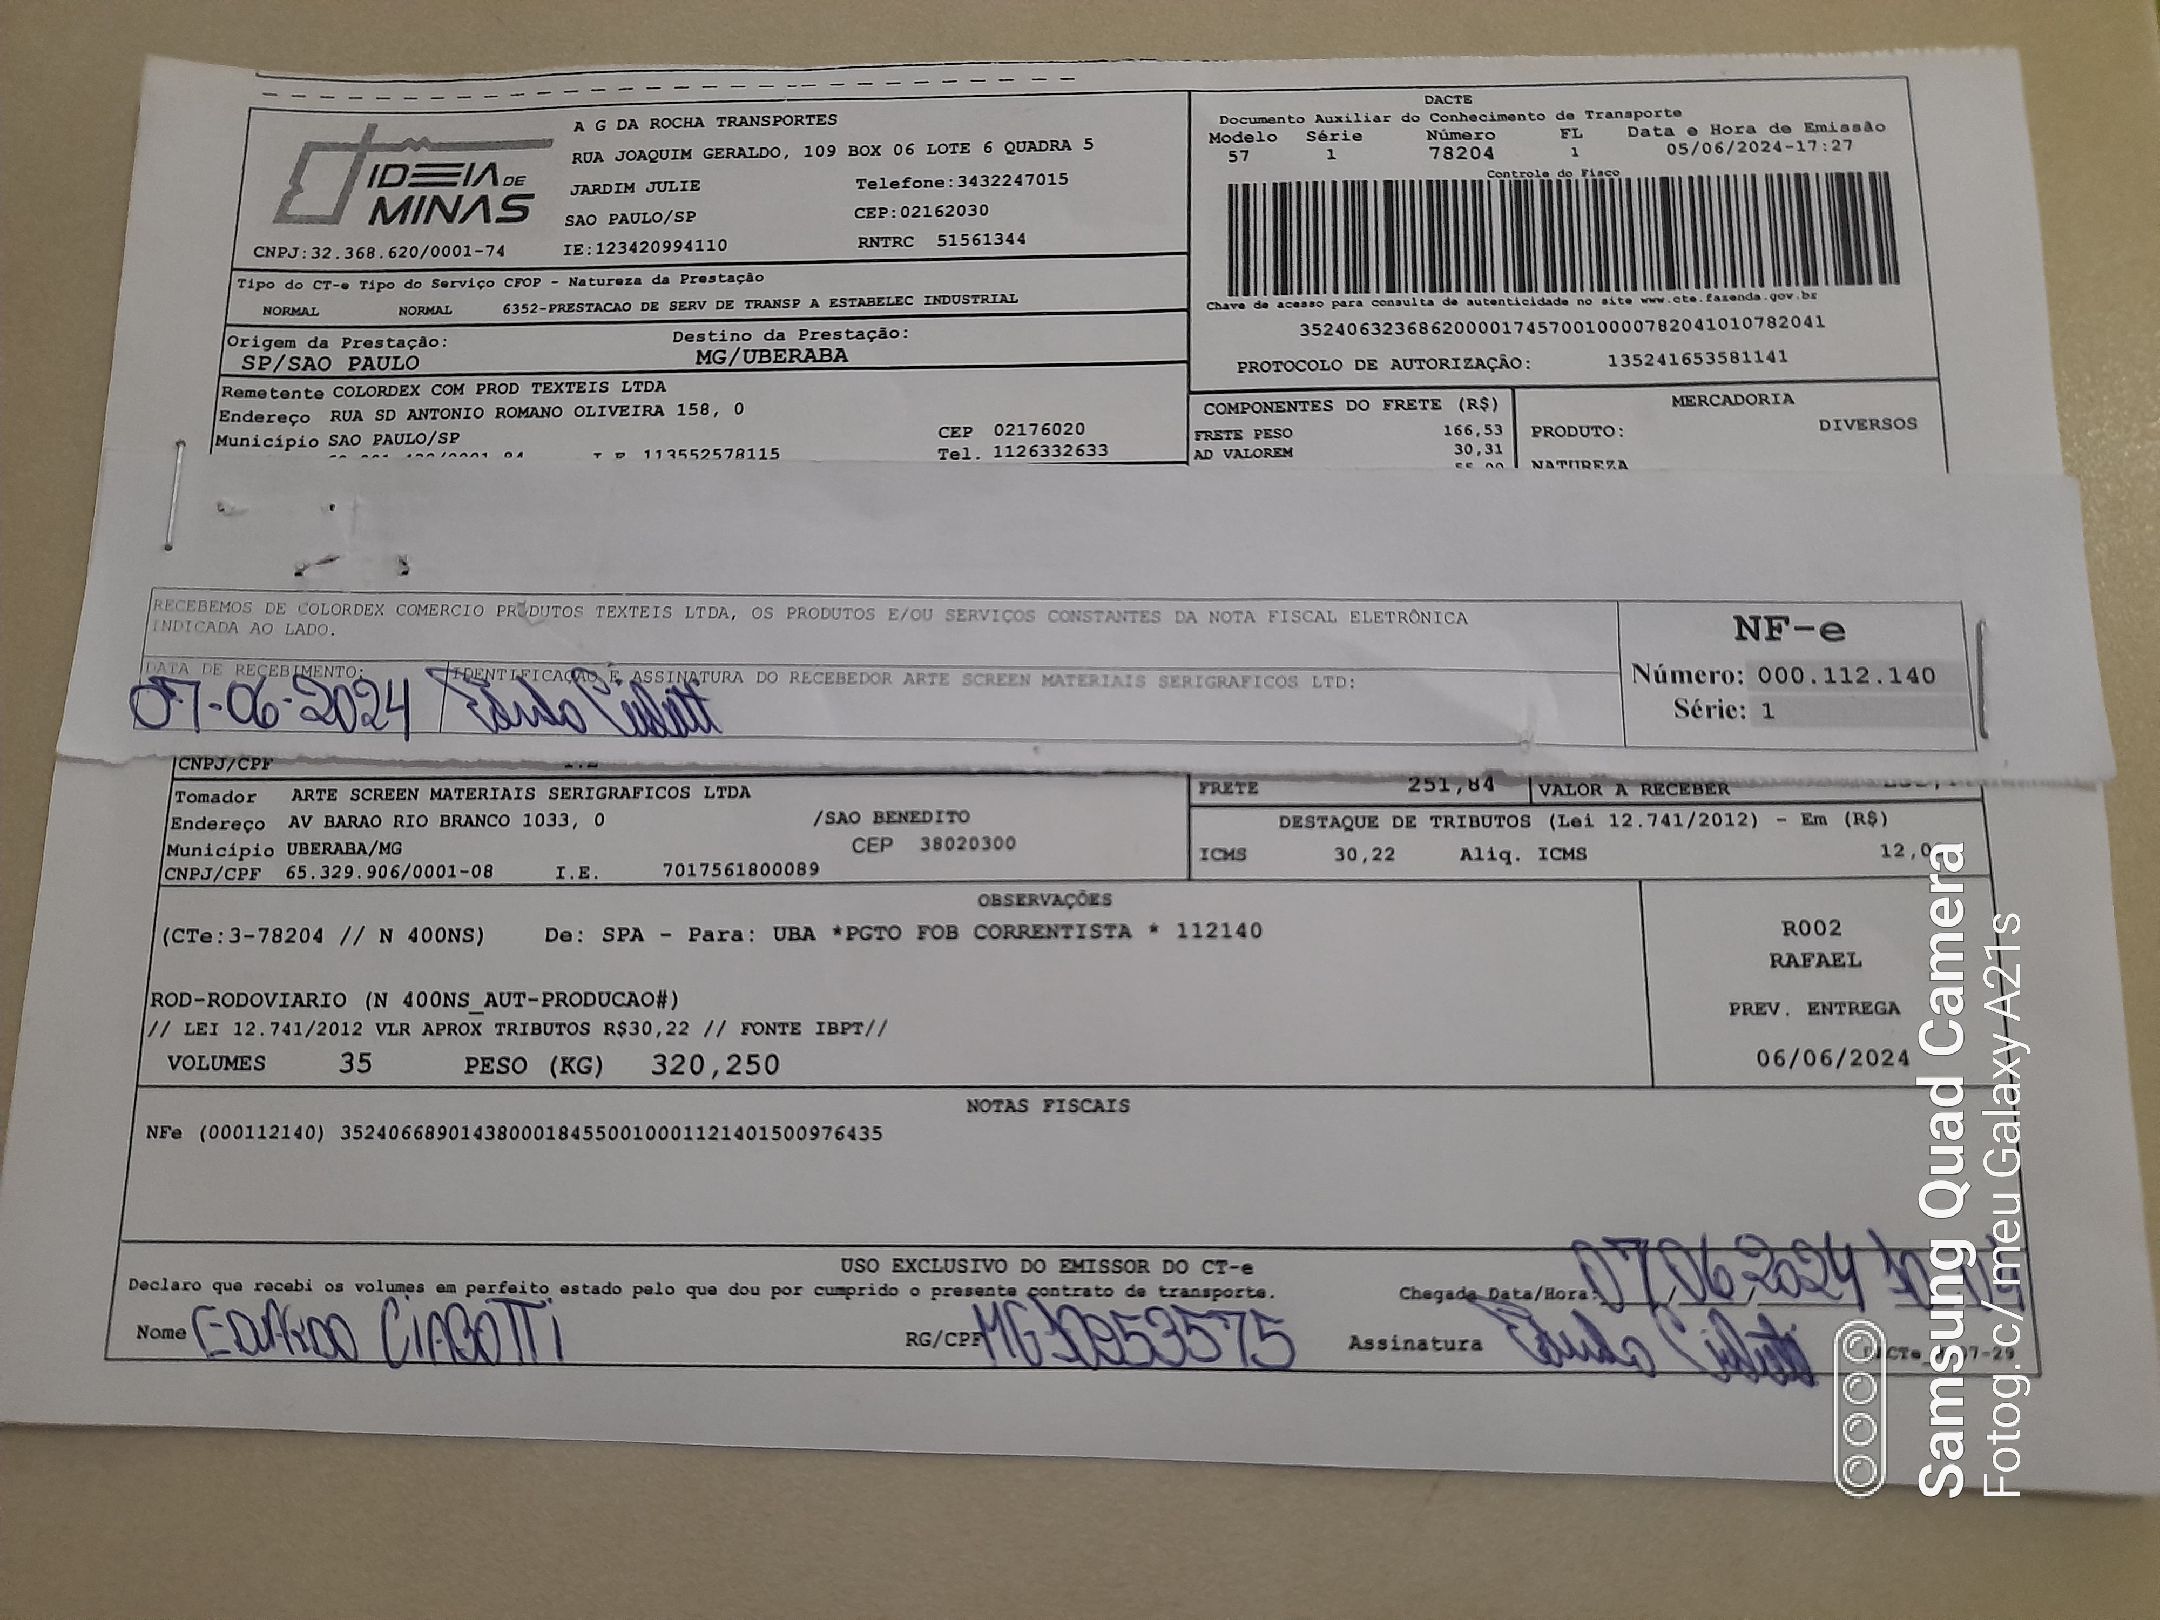 A G DA ROCHA TRANSPORTES
RUA JOAQUIM GERALDO, 109 BOX 06 LOTE 6 QUADRA 5
JARDIM JULIE Telefone:3432247015
SAO PAULO/SP CEP:02162030
IDEIA DE MINAS
CNPJ:32.368.620/0001-74 IE:123420994110 RNTRC 51561344
Tipo do CT-e Tipo do Serviço CFOP - Natureza da Prestação
NORMAL NORMAL 6352-PRESTACAO DE SERV DE TRANSP A ESTABELEC INDUSTRIAL
Origem da Prestação: Destino da Prestação:
SP/SAO PAULO MG/UBERABA
Remetente COLORDEX COM PROD TEXTEIS LTDA
Endereço RUA SD ANTONIO ROMANO OLIVEIRA 158, 0
Município SAO PAULO/SP CEP 02176020
113552578115 Tel. 1126332633
DACTE
Documento Auxiliar do Conhecimento de Transporte
Modelo Série Número FL Data e Hora de Emissão
57 1 78204 1 05/06/2024-17:27
Controle do Fisco
Chave de acesso para consulta de autenticidade no site www.cte.fazenda.gov.br
35240632368620000174570010000782041010782041
PROTOCOLO DE AUTORIZAÇÃO: 135241653581141
COMPONENTES DO FRETE (R$) MERCADORIA
FRETE PESO 166,53 PRODUTO: DIVERSOS
AD VALOREM 30,31 NATUREZA
RECEBEMOS DE COLORDEX COMERCIO PRODUTOS TEXTEIS LTDA, OS PRODUTOS E/OU SERVIÇOS CONSTANTES DA NOTA FISCAL ELETRÔNICA
INDICADA AO LADO.
DATA DE RECEBIMENTO: IDENTIFICAÇÃO E ASSINATURA DO RECEBEDOR ARTE SCREEN MATERIAIS SERIGRAFICOS LTD:
07-06-2024
NF-e
Número: 000.112.140
Série: 1
CNPJ/CPF
Tomador ARTE SCREEN MATERIAIS SERIGRAFICOS LTDA
Endereço AV BARAO RIO BRANCO 1033, 0 /SAO BENEDITO
Município UBERABA/MG CEP 38020300
CNPJ/CPF 65.329.906/0001-08 I.E. 7017561800089
FRETE 251,84 VALOR A RECEBER
DESTAQUE DE TRIBUTOS (Lei 12.741/2012) - Em (R$)
ICMS 30,22 Aliq. ICMS 12,0
OBSERVAÇÕES
(CTe:3-78204 // N 400NS) De: SPA - Para: UBA *PGTO FOB CORRENTISTA * 112140
ROD-RODOVIARIO (N 400NS_AUT-PRODUCAO#)
// LEI 12.741/2012 VLR APROX TRIBUTOS R$30,22 // FONTE IBPT//
VOLUMES 35 PESO (KG) 320,250
R002
RAFAEL
PREV. ENTREGA
06/06/2024
NOTAS FISCAIS
NFe (000112140) 35240668901438000184550010001121401500976435
USO EXCLUSIVO DO EMISSOR DO CT-e
Declaro que recebi os volumes em perfeito estado pelo que dou por cumprido o presente contrato de transporte. Chegada Data/Hora: 07/06/2024
Nome EDUARDO CIABOTTI RG/CPF MG10253575 Assinatura
Samsung Quad Camera
Fotog. c/meu Galaxy A21s